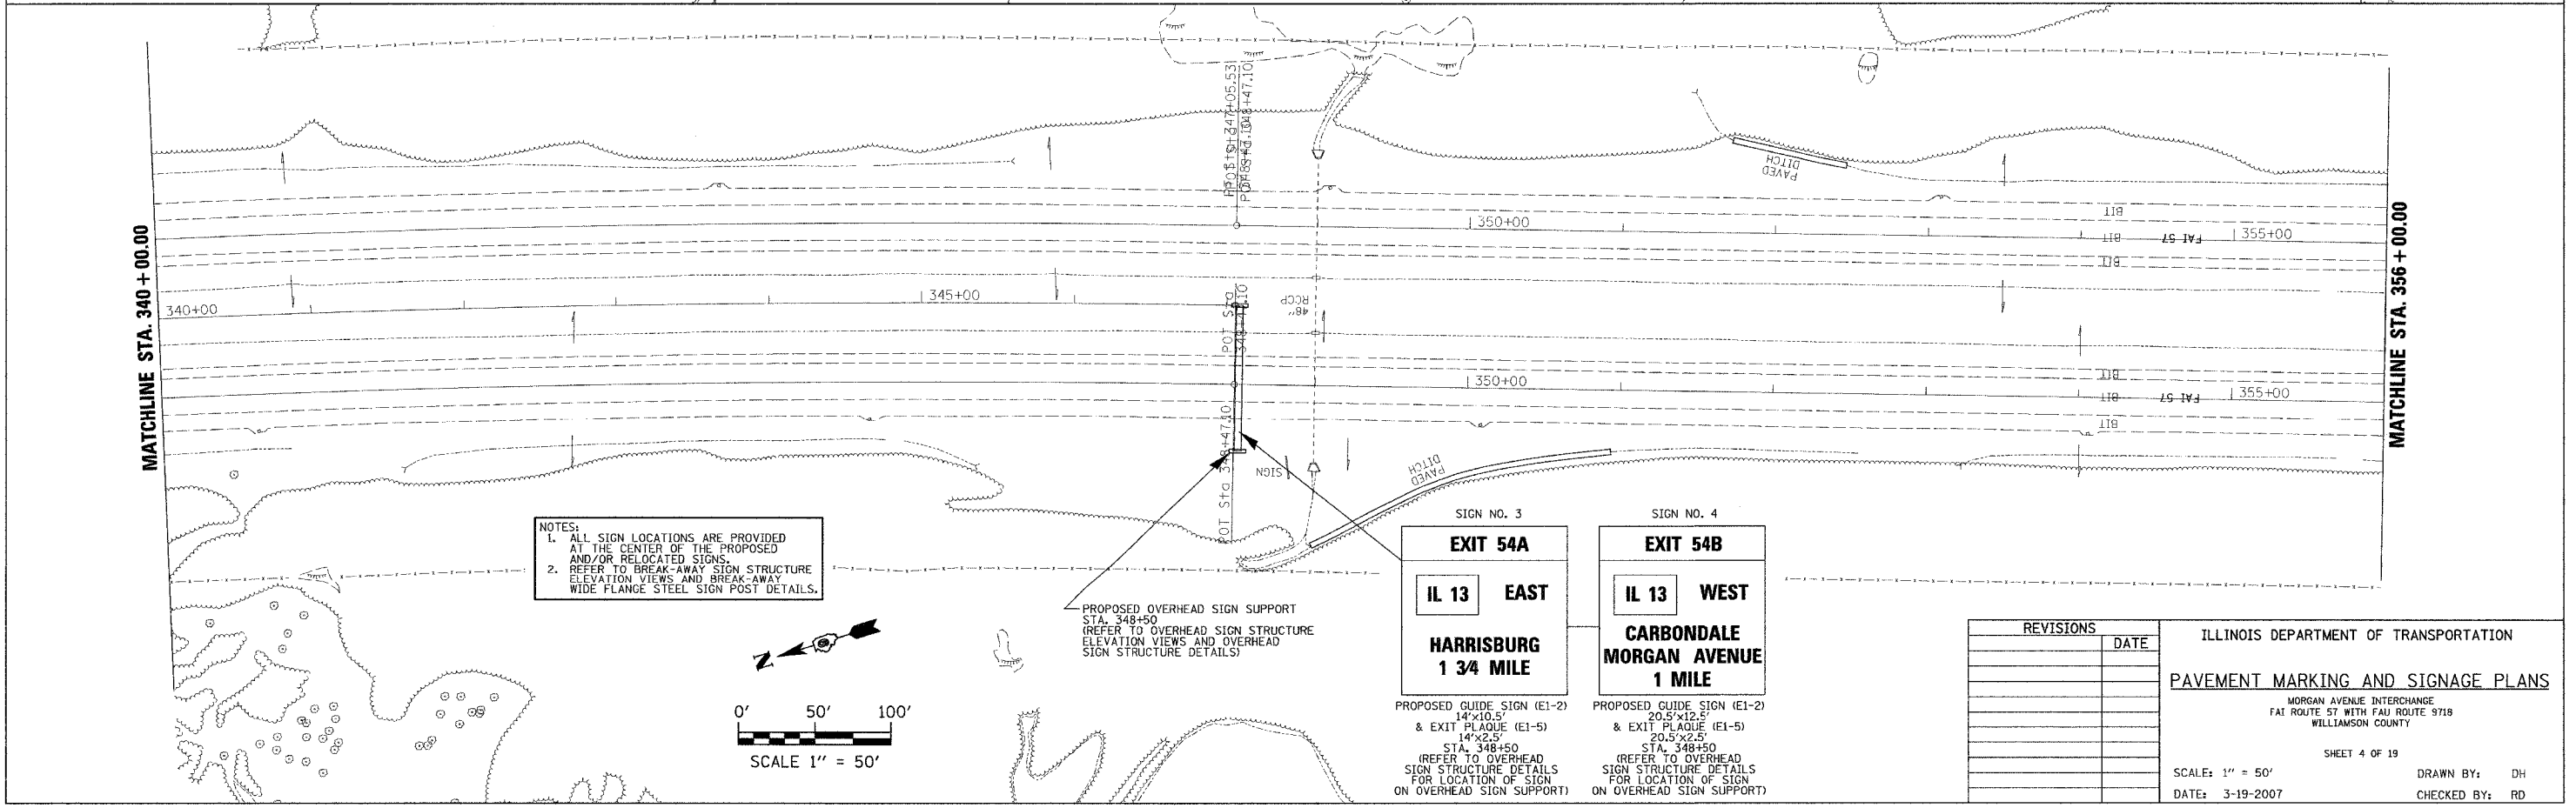 MATCHLINE STA. 340+00.00
340+00
345+00
350+00
355+00
FAI 57
BIT
BIT
BIT
350+00
355+00
FAI 57
BIT
BIT
BIT
MATCHLINE STA. 356+00.00
POT Sta
348+47.10
POT Sta 348+47.10
48"
RCCP
PAVED
DITCH
PAVED
DITCH
SIGN
NOTES:
1. ALL SIGN LOCATIONS ARE PROVIDED
AT THE CENTER OF THE PROPOSED
AND/OR RELOCATED SIGNS.
2. REFER TO BREAK-AWAY SIGN STRUCTURE
ELEVATION VIEWS AND BREAK-AWAY
WIDE FLANGE STEEL SIGN POST DETAILS.
N
0' 50' 100'
SCALE 1" = 50'
PROPOSED OVERHEAD SIGN SUPPORT
STA. 348+50
(REFER TO OVERHEAD SIGN STRUCTURE
ELEVATION VIEWS AND OVERHEAD
SIGN STRUCTURE DETAILS)
SIGN NO. 3
EXIT 54A
IL 13 EAST
HARRISBURG
1 3/4 MILE
PROPOSED GUIDE SIGN (E1-2)
14'x10.5'
& EXIT PLAQUE (E1-5)
14'x2.5'
STA. 348+50
(REFER TO OVERHEAD
SIGN STRUCTURE DETAILS
FOR LOCATION OF SIGN
ON OVERHEAD SIGN SUPPORT)
SIGN NO. 4
EXIT 54B
IL 13 WEST
CARBONDALE
MORGAN AVENUE
1 MILE
PROPOSED GUIDE SIGN (E1-2)
20.5'x12.5'
& EXIT PLAQUE (E1-5)
20.5'x2.5'
STA. 348+50
(REFER TO OVERHEAD
SIGN STRUCTURE DETAILS
FOR LOCATION OF SIGN
ON OVERHEAD SIGN SUPPORT)
REVISIONS
DATE
ILLINOIS DEPARTMENT OF TRANSPORTATION
PAVEMENT MARKING AND SIGNAGE PLANS
MORGAN AVENUE INTERCHANGE
FAI ROUTE 57 WITH FAU ROUTE 9718
WILLIAMSON COUNTY
SHEET 4 OF 19
SCALE: 1" = 50'
DRAWN BY: DH
DATE: 3-19-2007
CHECKED BY: RD